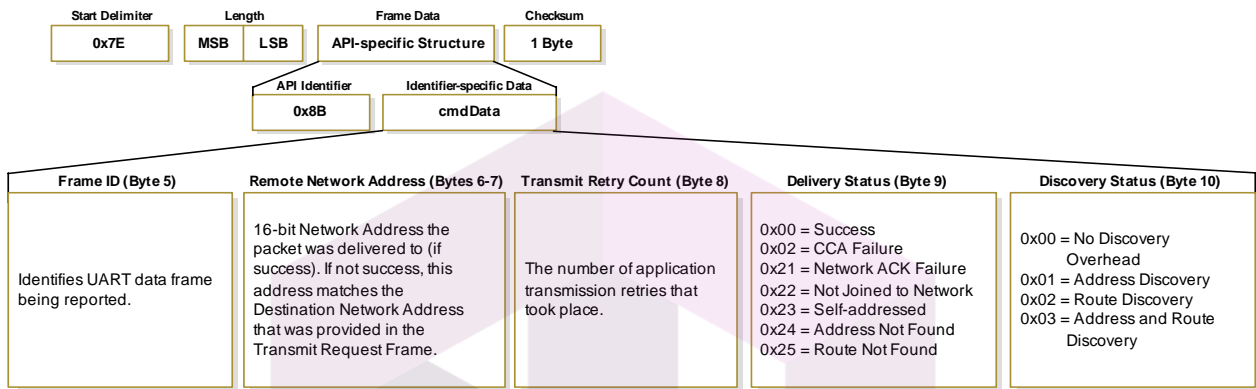 Start Delimiter
Length
Frame Data
Checksum
0x7E
MSB
LSB
API-specific Structure
1 Byte
API Identifier
Identifier-specific Data
0x8B
cmdData
Frame ID (Byte 5)
Identifies UART data frame
being reported.
Remote Network Address (Bytes 6-7)
16-bit Network Address the
packet was delivered to (if
success). If not success, this
address matches the
Destination Network Address
that was provided in the
Transmit Request Frame.
Transmit Retry Count (Byte 8)
The number of application
transmission retries that
took place.
Delivery Status (Byte 9)
0x00 = Success
0x02 = CCA Failure
0x21 = Network ACK Failure
0x22 = Not Joined to Network
0x23 = Self-addressed
0x24 = Address Not Found
0x25 = Route Not Found
Discovery Status (Byte 10)
0x00 = No Discovery
Overhead
0x01 = Address Discovery
0x02 = Route Discovery
0x03 = Address and Route
Discovery